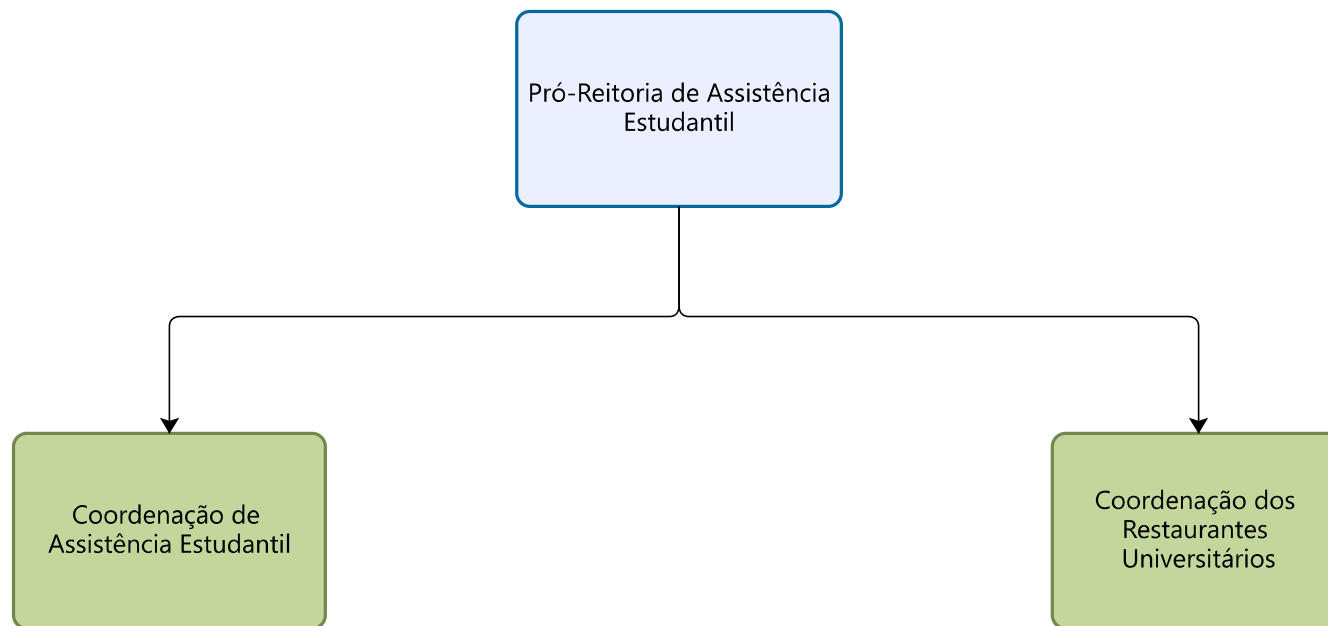 Pró-Reitoria de Assistência
Estudantil
Coordenação de
Assistência Estudantil
Coordenação dos
Restaurantes
Universitários